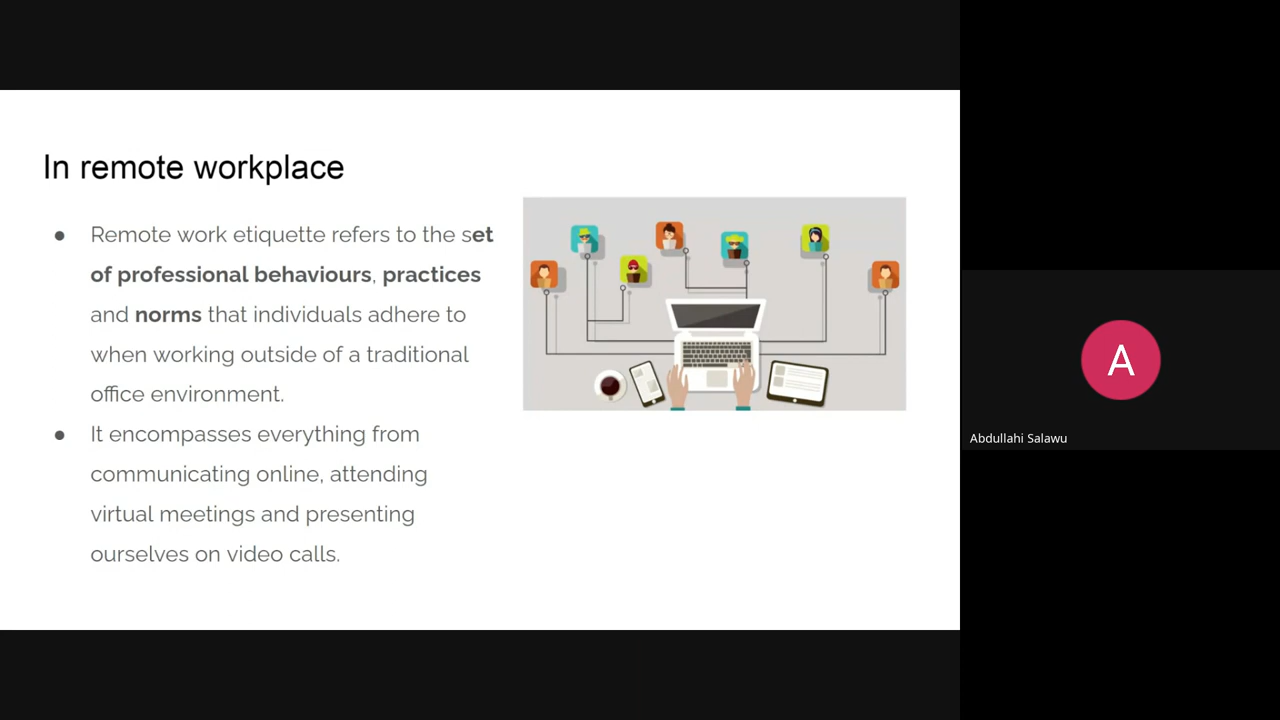 In remote workplace
● Remote work etiquette refers to the set
of professional behaviours, practices
and norms that individuals adhere to
when working outside of a traditional
office environment.
● It encompasses everything from
communicating online, attending
virtual meetings and presenting
ourselves on video calls.
A
Abdullahi Salawu